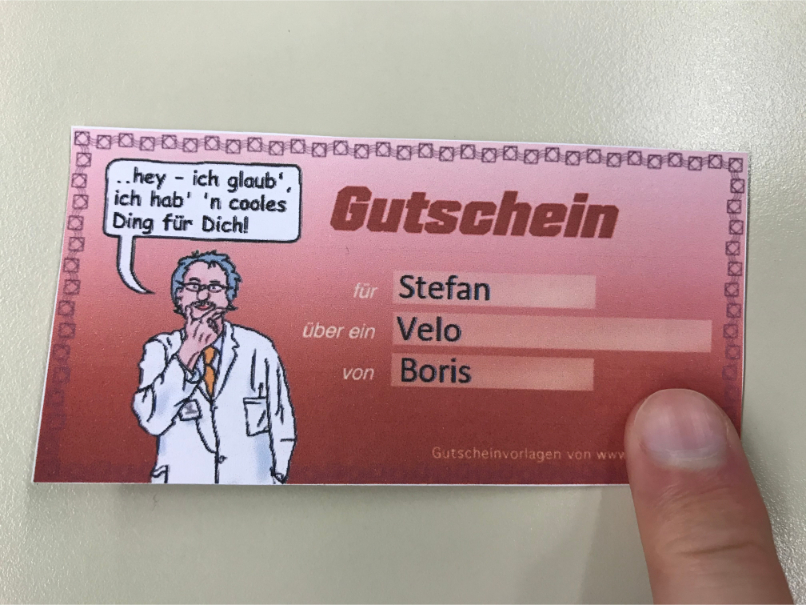 ..hey - ich glaub',
ich hab' 'n cooles
Ding für Dich!
Gutschein
für Stefan
über ein Velo
von Boris
Gutscheinvorlagen von www